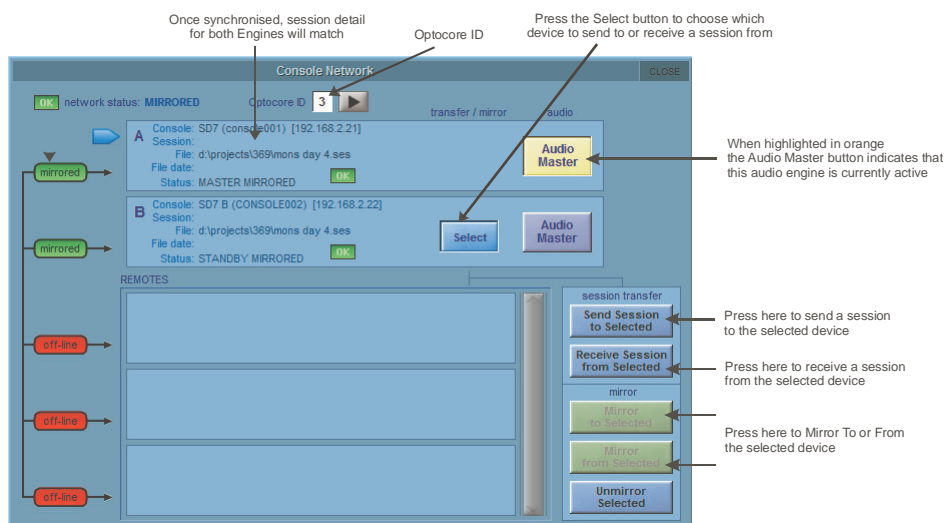 Once synchronised, session detail
for both Engines will match
Optocore ID
Press the Select button to choose which
device to send to or receive a session from
Console Network
CLOSE
OK network status: MIRRORED
Optocore ID 3
transfer / mirror
audio
A Console: SD7 (console001) [192.168.2.21]
Session:
File: d:\projects\369\mons day 4.ses
File date:
Status: MASTER MIRRORED
OK
Audio
Master
When highlighted in orange
the Audio Master button indicates that
this audio engine is currently active
mirrored
B Console: SD7 B (CONSOLE002) [192.168.2.22]
Session:
File: d:\projects\369\mons day 4.ses
File date:
Status: STANDBY MIRRORED
OK
Select
Audio
Master
mirrored
REMOTES
off-line
off-line
off-line
session transfer
Send Session
to Selected
Press here to send a session
to the selected device
Receive Session
from Selected
Press here to receive a session
from the selected device
mirror
Mirror
to Selected
Mirror
from Selected
Press here to Mirror To or From
the selected device
Unmirror
Selected